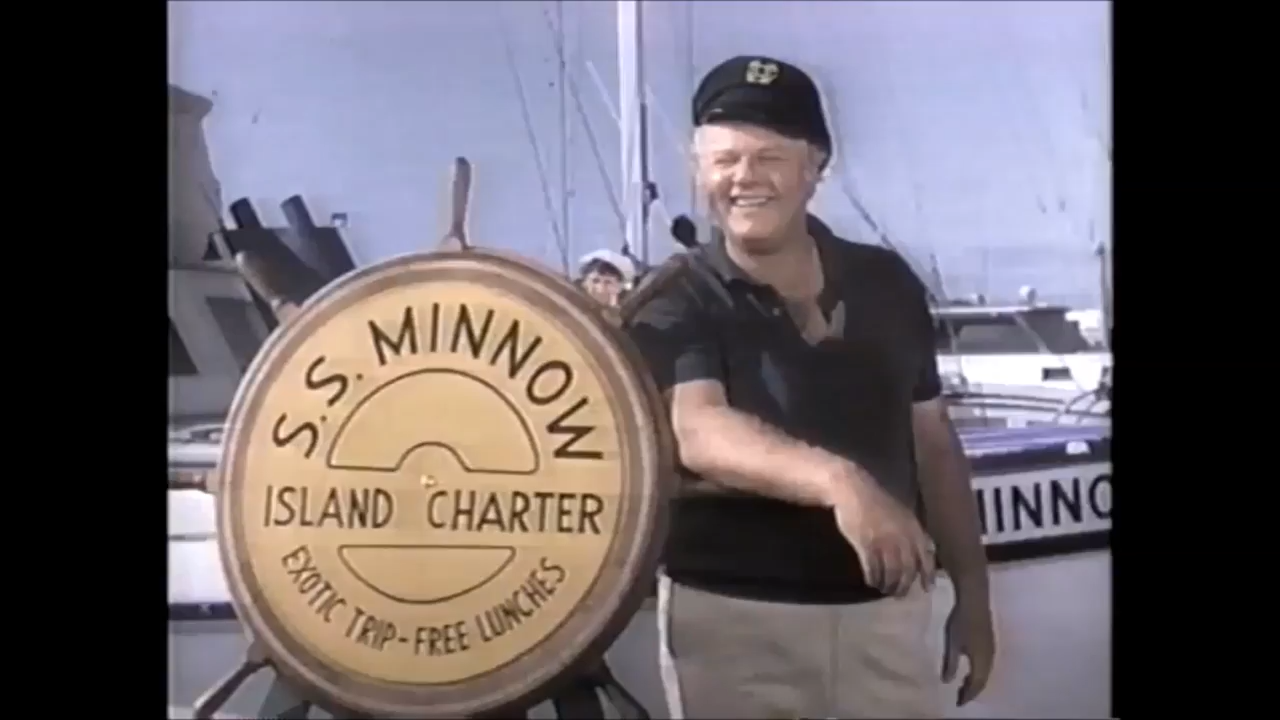 S.S. MINNOW
ISLAND CHARTER
EXOTIC TRIP-FREE LUNCHES
MINNO